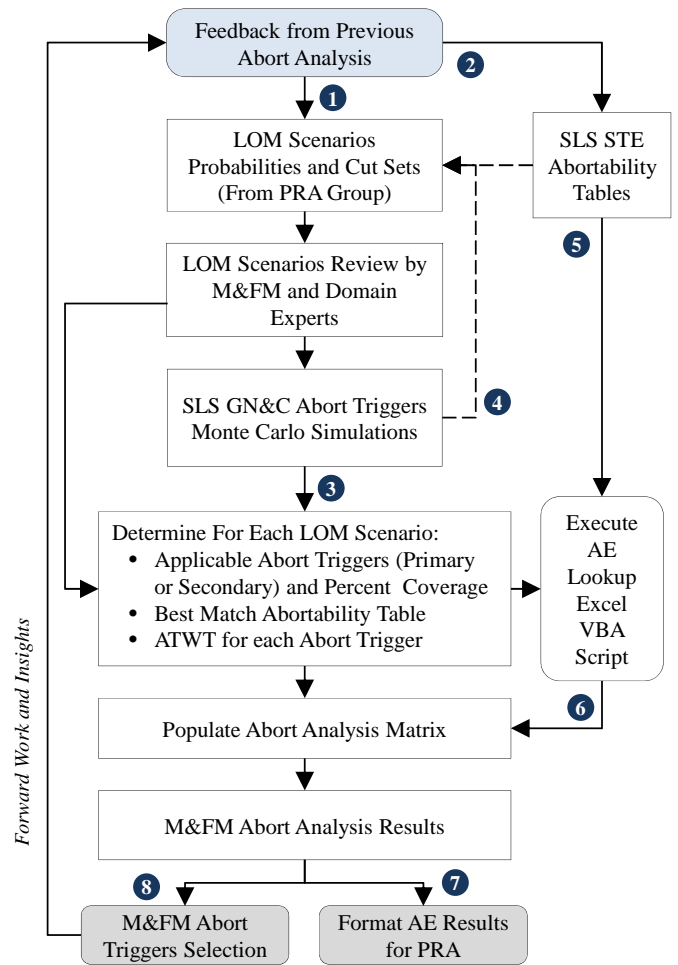 Feedback from Previous
Abort Analysis
2
1
LOM Scenarios
Probabilities and Cut Sets
(From PRA Group)
SLS STE
Abortability
Tables
5
LOM Scenarios Review by
M&FM and Domain
Experts
SLS GN&C Abort Triggers
Monte Carlo Simulations
4
3
Determine For Each LOM Scenario:
• Applicable Abort Triggers (Primary
or Secondary) and Percent Coverage
• Best Match Abortability Table
• ATWT for each Abort Trigger
Execute
AE
Lookup
Excel
VBA
Script
6
Populate Abort Analysis Matrix
M&FM Abort Analysis Results
8
7
M&FM Abort
Triggers Selection
Format AE Results
for PRA
Forward Work and Insights